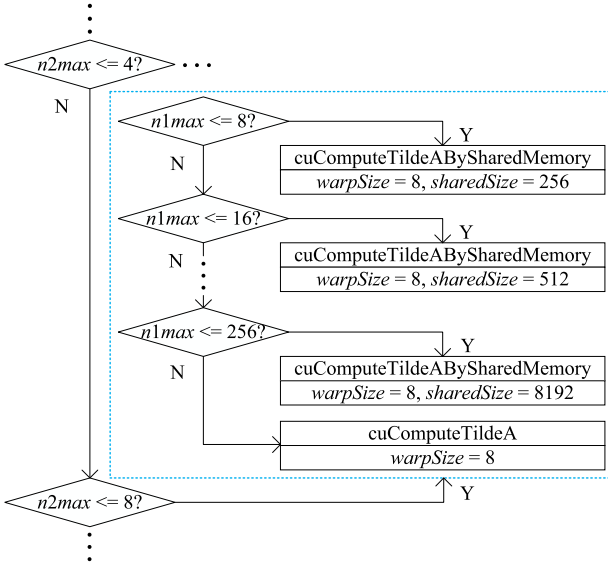 n2max <= 4?
N
n1max <= 8?
Y
N
cuComputeTildeABySharedMemory
warpSize = 8, sharedSize = 256
n1max <= 16?
Y
N
cuComputeTildeABySharedMemory
warpSize = 8, sharedSize = 512
n1max <= 256?
Y
N
cuComputeTildeABySharedMemory
warpSize = 8, sharedSize = 8192
cuComputeTildeA
warpSize = 8
n2max <= 8?
Y